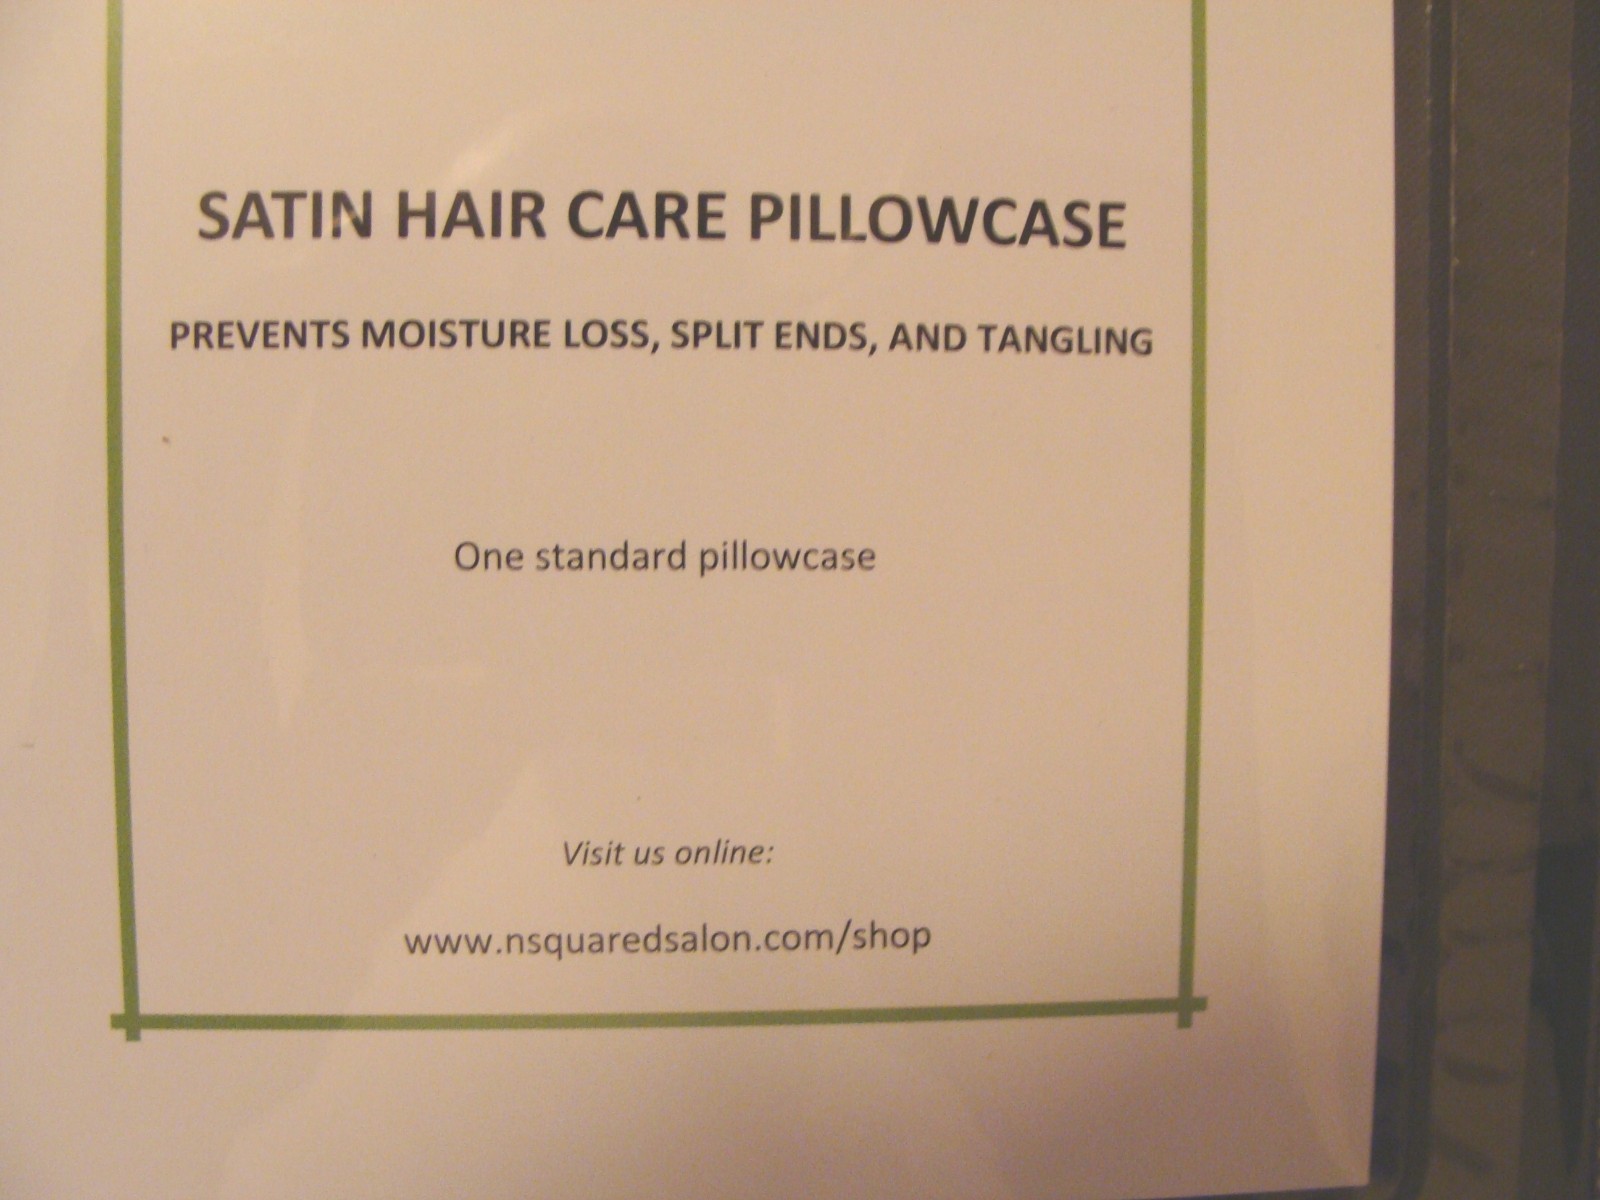 SATIN HAIR CARE PILLOWCASE
PREVENTS MOISTURE LOSS, SPLIT ENDS, AND TANGLING
One standard pillowcase
Visit us online:
www.nsquaredsalon.com/shop